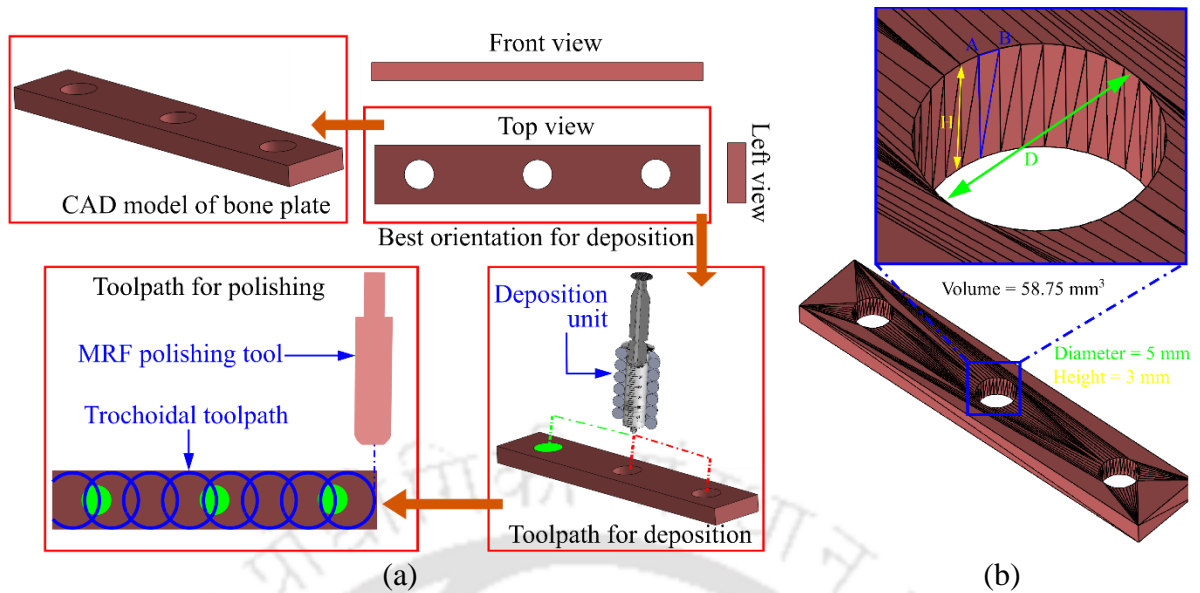 Front view
CAD model of bone plate
Top view
Left view
Best orientation for deposition
Toolpath for polishing
MRF polishing tool
Trochoidal toolpath
Deposition
unit
Toolpath for deposition
(a)
A
B
H
D
Volume = 58.75 mm³
Diameter = 5 mm
Height = 3 mm
(b)